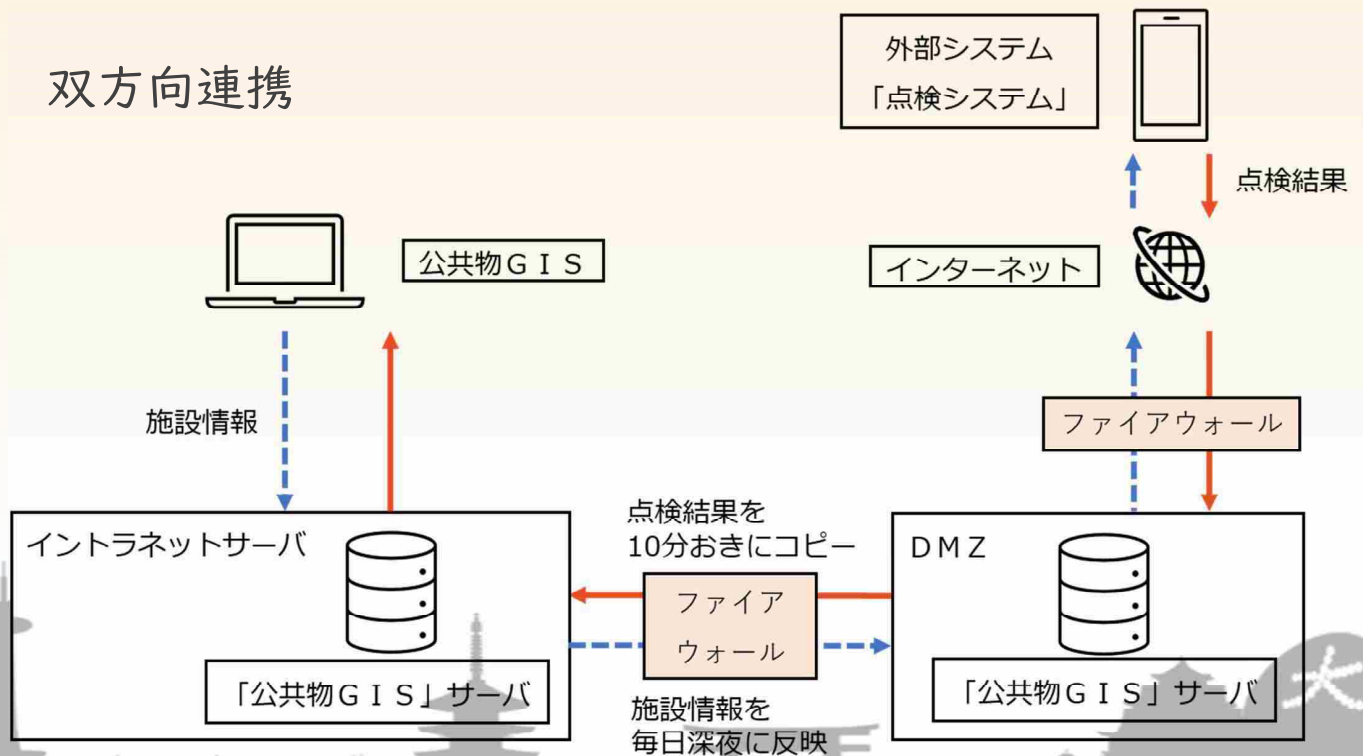 双方向連携
外部システム
「点検システム」
点検結果
公共物ＧＩＳ
インターネット
施設情報
ファイアウォール
イントラネットサーバ
点検結果を
10分おきにコピー
ＤＭＺ
ファイア
ウォール
「公共物ＧＩＳ」サーバ
「公共物ＧＩＳ」サーバ
施設情報を
毎日深夜に反映
大